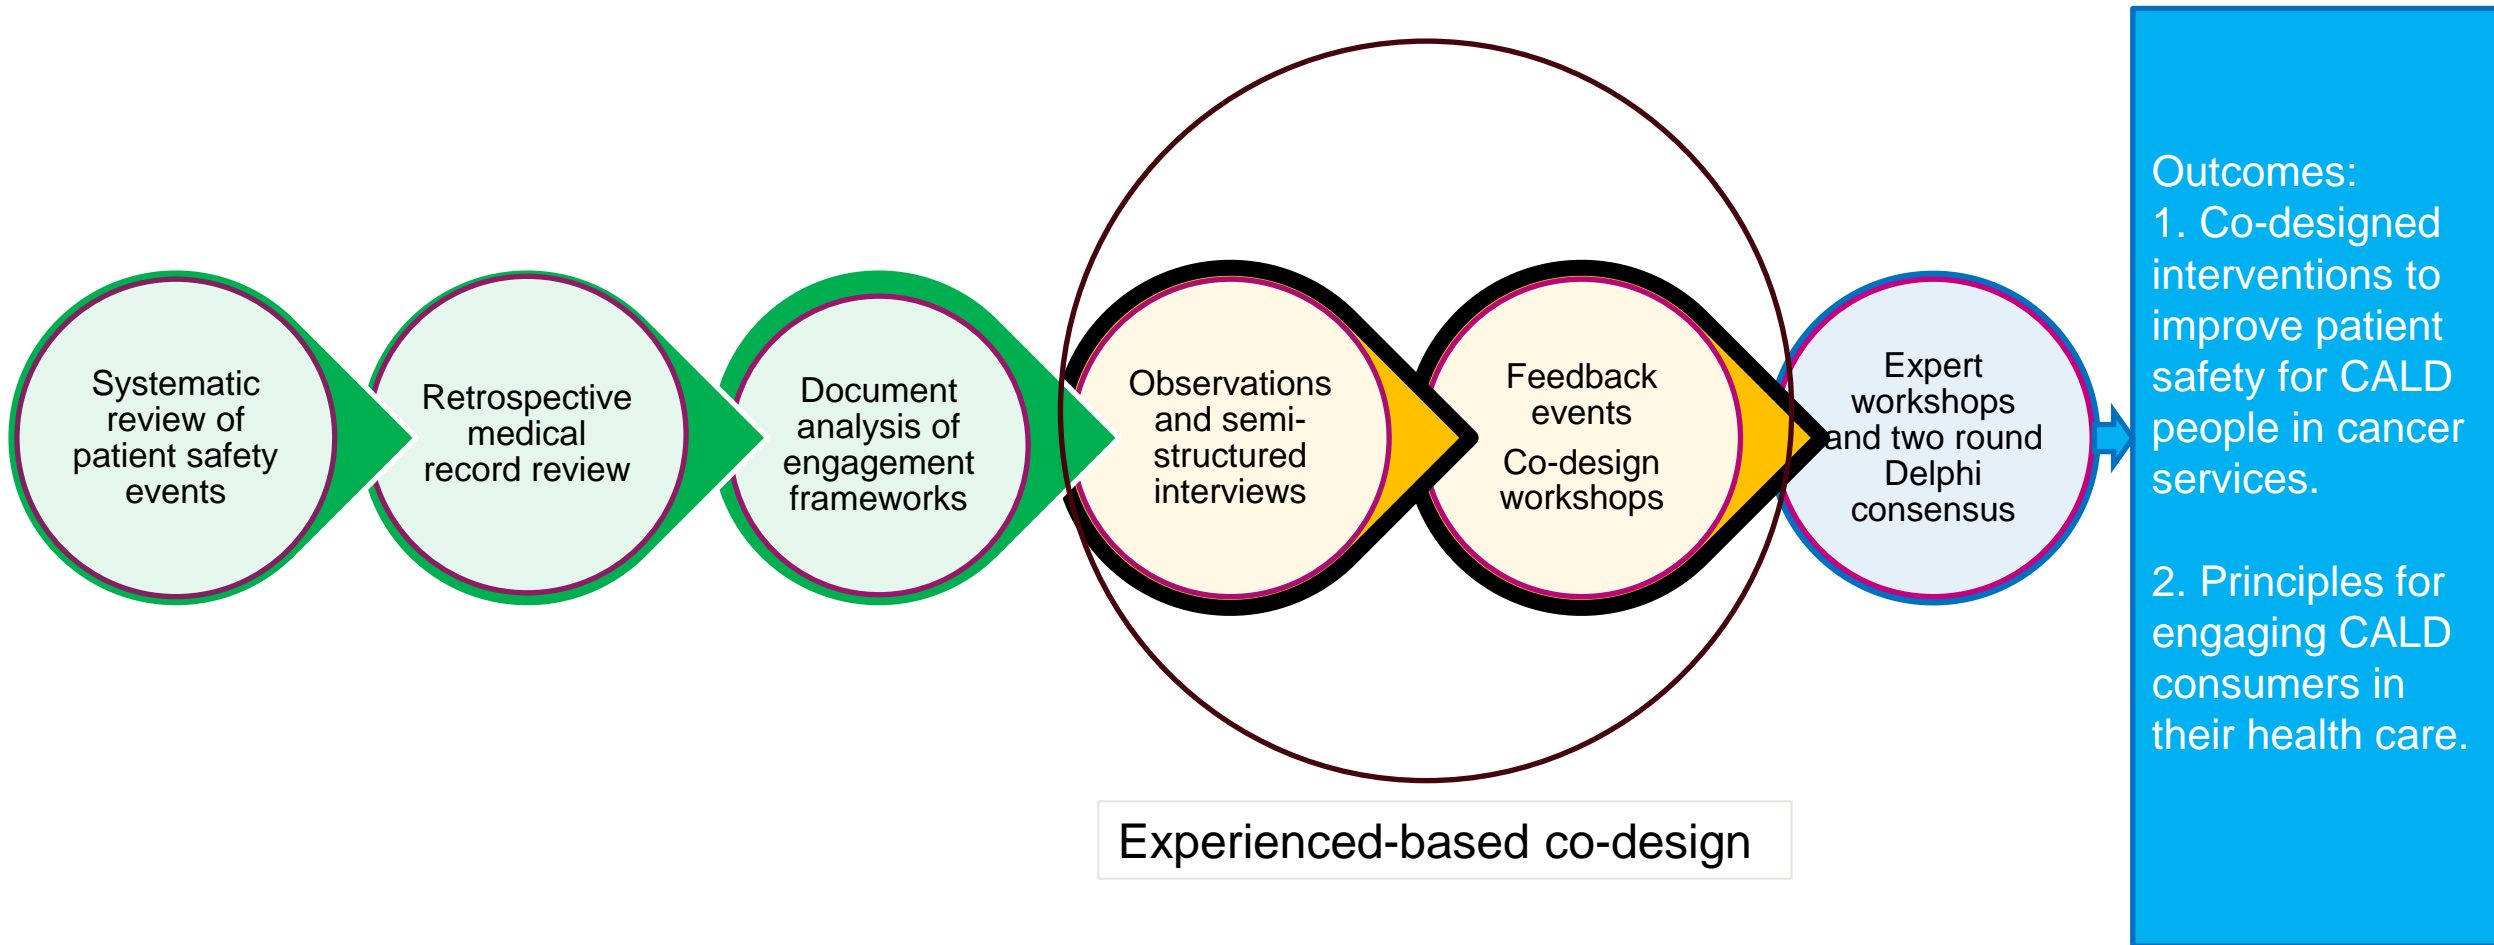 Systematic
review of
patient safety
events
Retrospective
medical
record review
Document
analysis of
engagement
frameworks
Observations
and semi-
structured
interviews
Feedback
events
Co-design
workshops
Expert
workshops
and two round
Delphi
consensus
Outcomes:
1. Co-designed
interventions to
improve patient
safety for CALD
people in cancer
services.
2. Principles for
engaging CALD
consumers in
their health care.
Experienced-based co-design